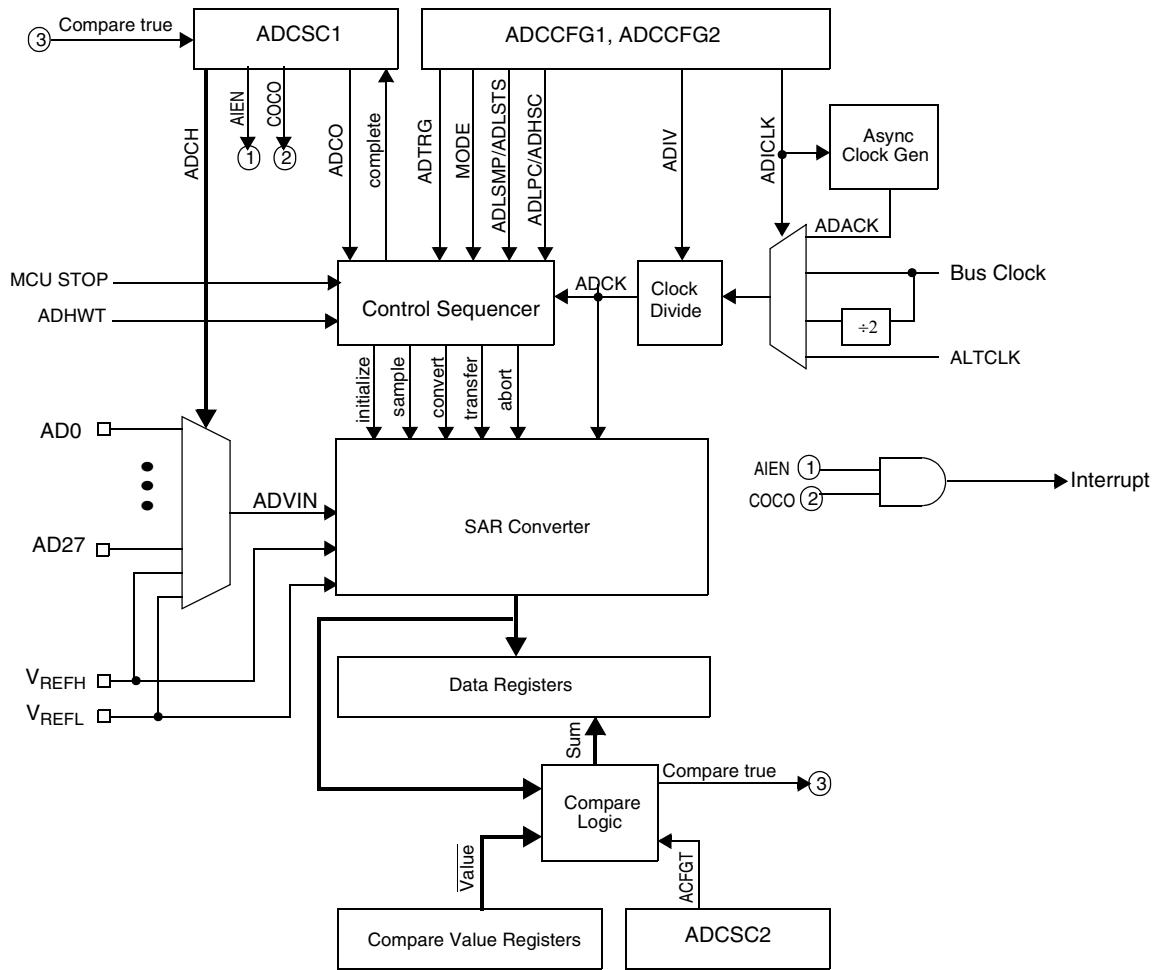 3
Compare true
ADCSC1
ADCCFG1, ADCCFG2
ADCH
AIEN
COCO
ADCO
complete
ADTRG
MODE
ADLSMP/ADLSTS
ADLPC/ADHSC
ADIV
ADICLK
Async
Clock Gen
1
2
ADACK
MCU STOP
ADHWT
Control Sequencer
ADCK
Clock
Divide
Bus Clock
÷2
ALTCLK
initialize
sample
convert
transfer
abort
AD0
AD27
ADVIN
SAR Converter
AIEN 1
COCO 2
Interrupt
VREFH
VREFL
Data Registers
Sum
Compare true
3
Compare
Logic
Value
ACFGT
Compare Value Registers
ADCSC2